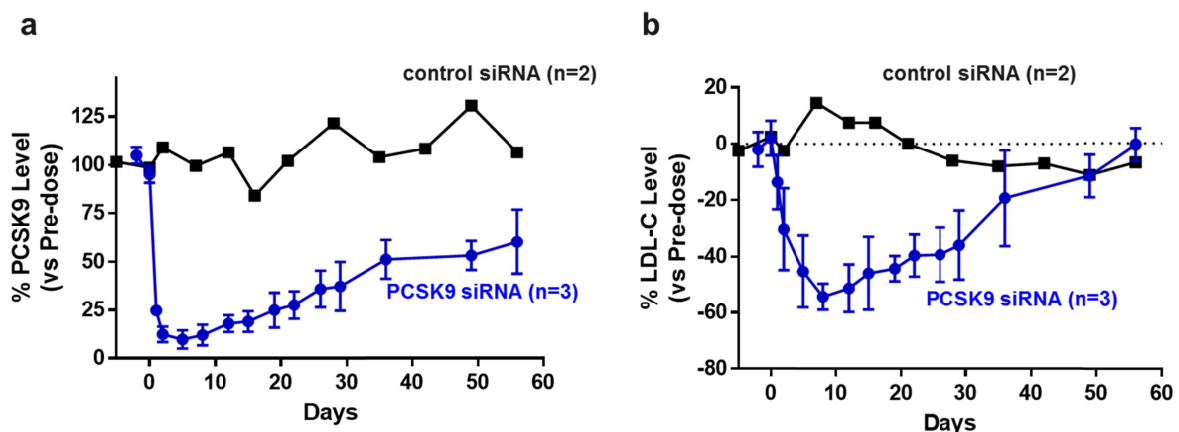 a
control siRNA (n=2)
% PCSK9 Level
(vs Pre-dose)
125
100
75
50
25
0
PCSK9 siRNA (n=3)
0 10 20 30 40 50 60
Days
b
control siRNA (n=2)
% LDL-C Level
(vs Pre-dose)
20
0
-20
-40
-60
-80
PCSK9 siRNA (n=3)
0 10 20 30 40 50 60
Days